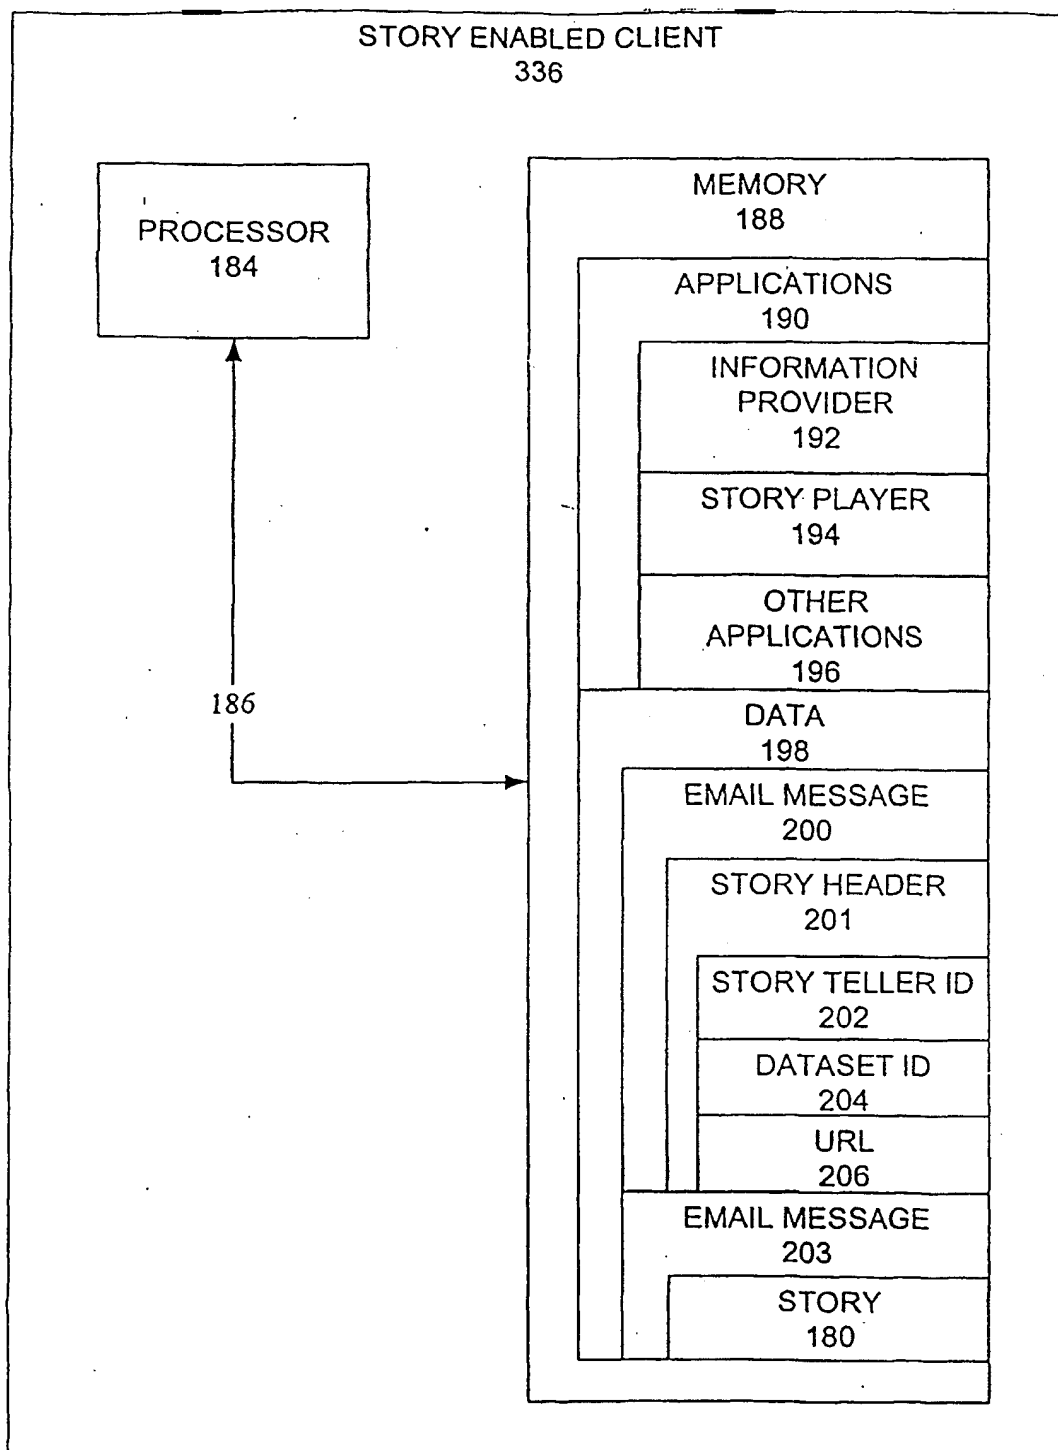 STORY ENABLED CLIENT
336
PROCESSOR
184
186
MEMORY
188
APPLICATIONS
190
INFORMATION
PROVIDER
192
STORY PLAYER
194
OTHER
APPLICATIONS
196
DATA
198
EMAIL MESSAGE
200
STORY HEADER
201
STORY TELLER ID
202
DATASET ID
204
URL
206
EMAIL MESSAGE
203
STORY
180